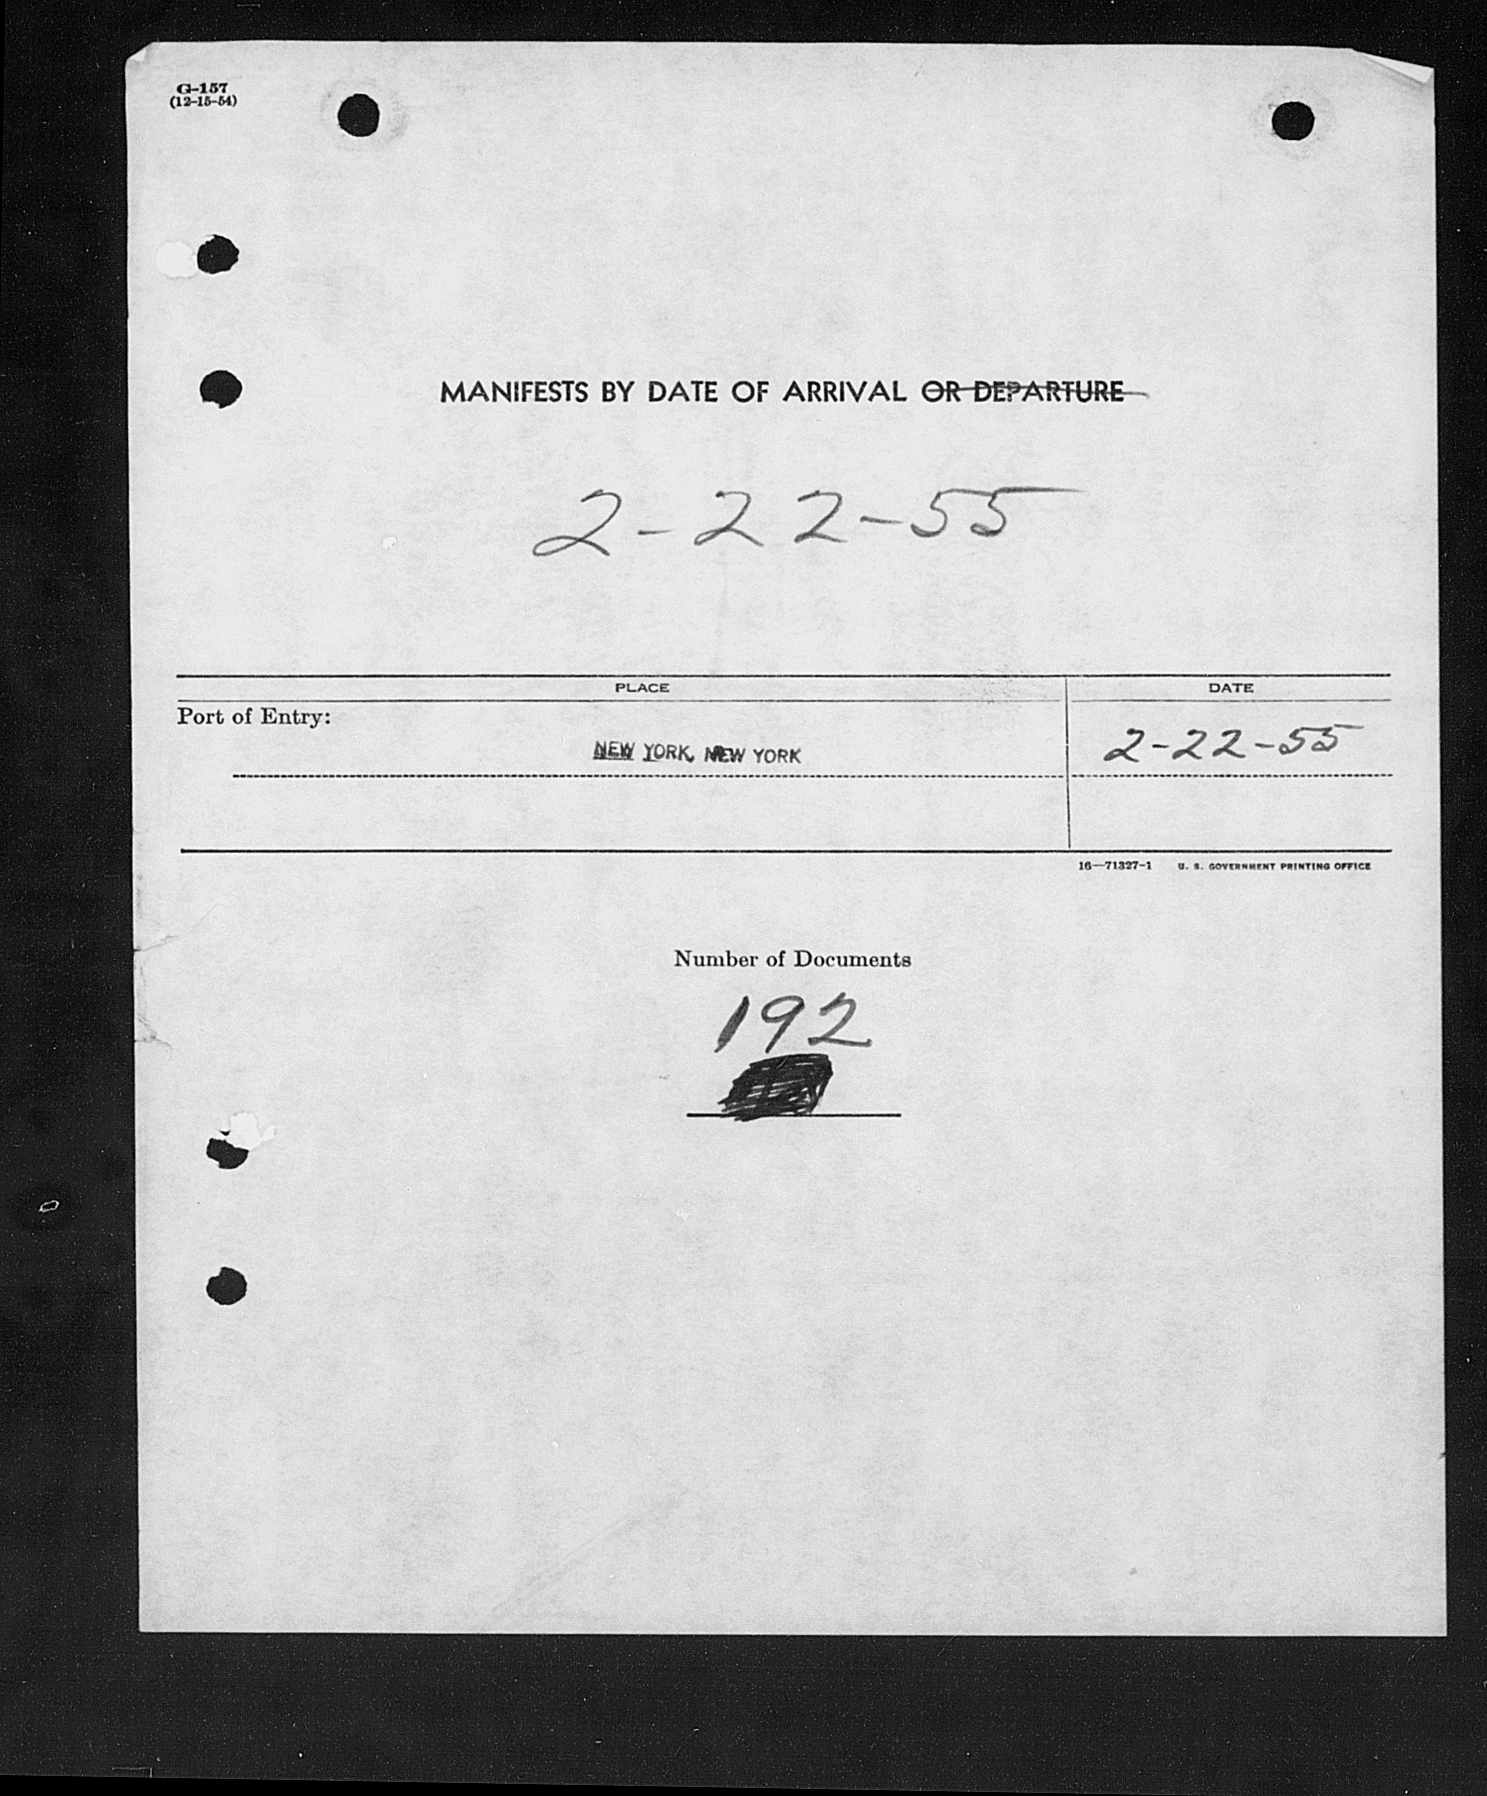 G-157
(12-15-54)
MANIFESTS BY DATE OF ARRIVAL OR DEPARTURE
2-22-55
PLACE DATE
Port of Entry:
NEW YORK, NEW YORK 2-22-55
16—71327-1 U. S. GOVERNMENT PRINTING OFFICE
Number of Documents
192